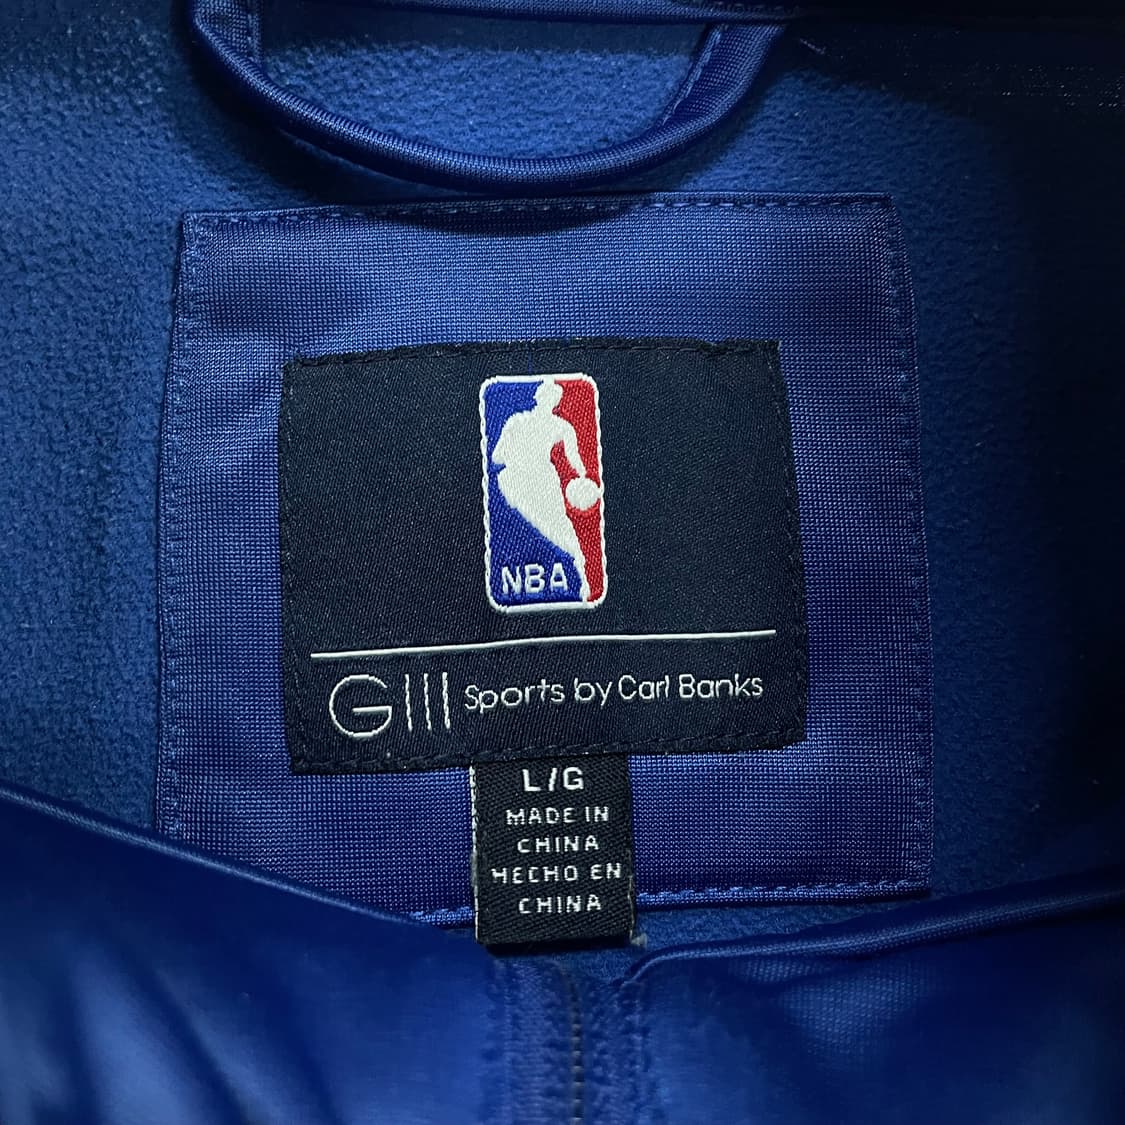 NBA
GIII Sports by Carl Banks
L/G
MADE IN
CHINA
HECHO EN
CHINA